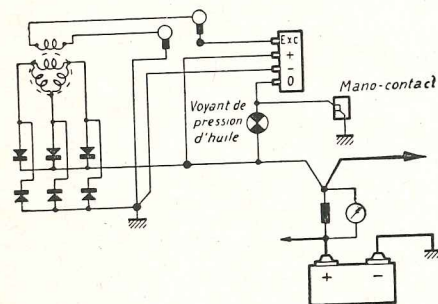 Exc
+
-
0
Mano-contact
Voyant de
pression
d'huile
+ -